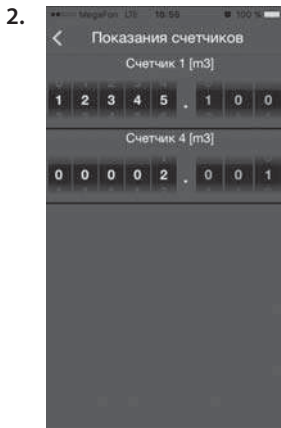 2.
MegaFon LTE 18:56 100 %
Показания счетчиков
Счетчик 1 [m3]
1 2 3 4 5 . 1 0 0
Счетчик 4 [m3]
0 0 0 0 2 . 0 0 1